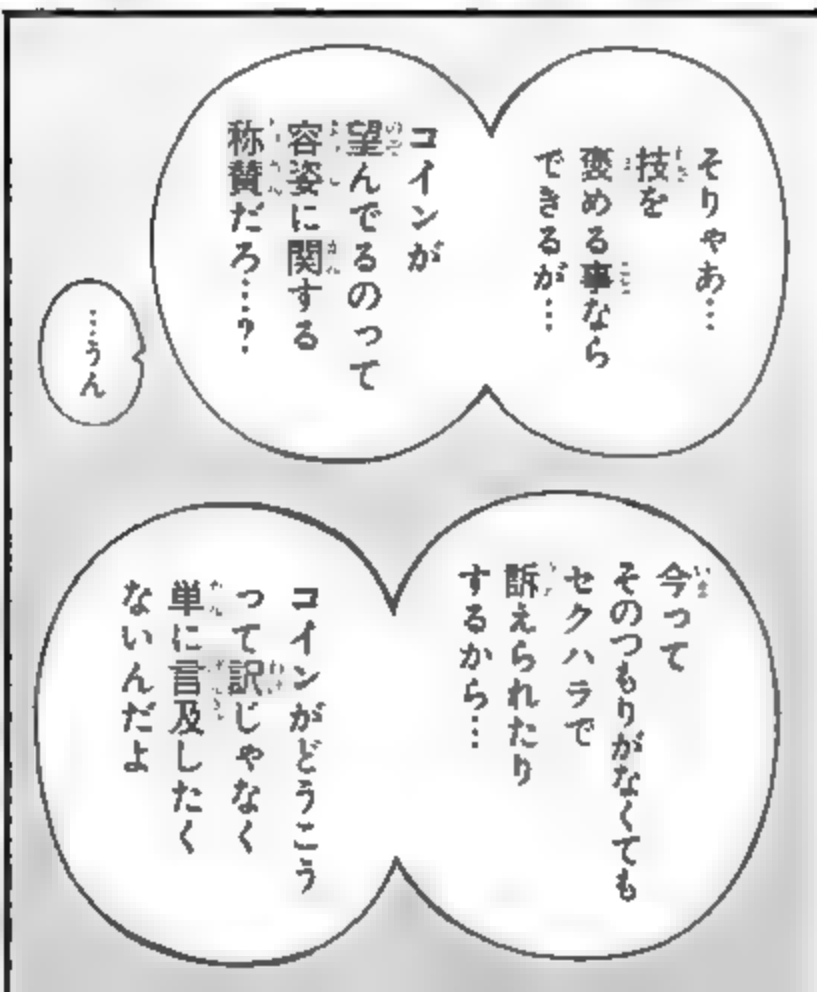 そりゃあ…
技を
褒める事なら
できるが…
コインが
望んでるのって
容姿に関する
称賛だろ…?
…うん
今って
そのつもりがなくても
セクハラで
訴えられたり
するから…
コインがどうこう
って訳じゃなく
単に言及したく
ないんだよ